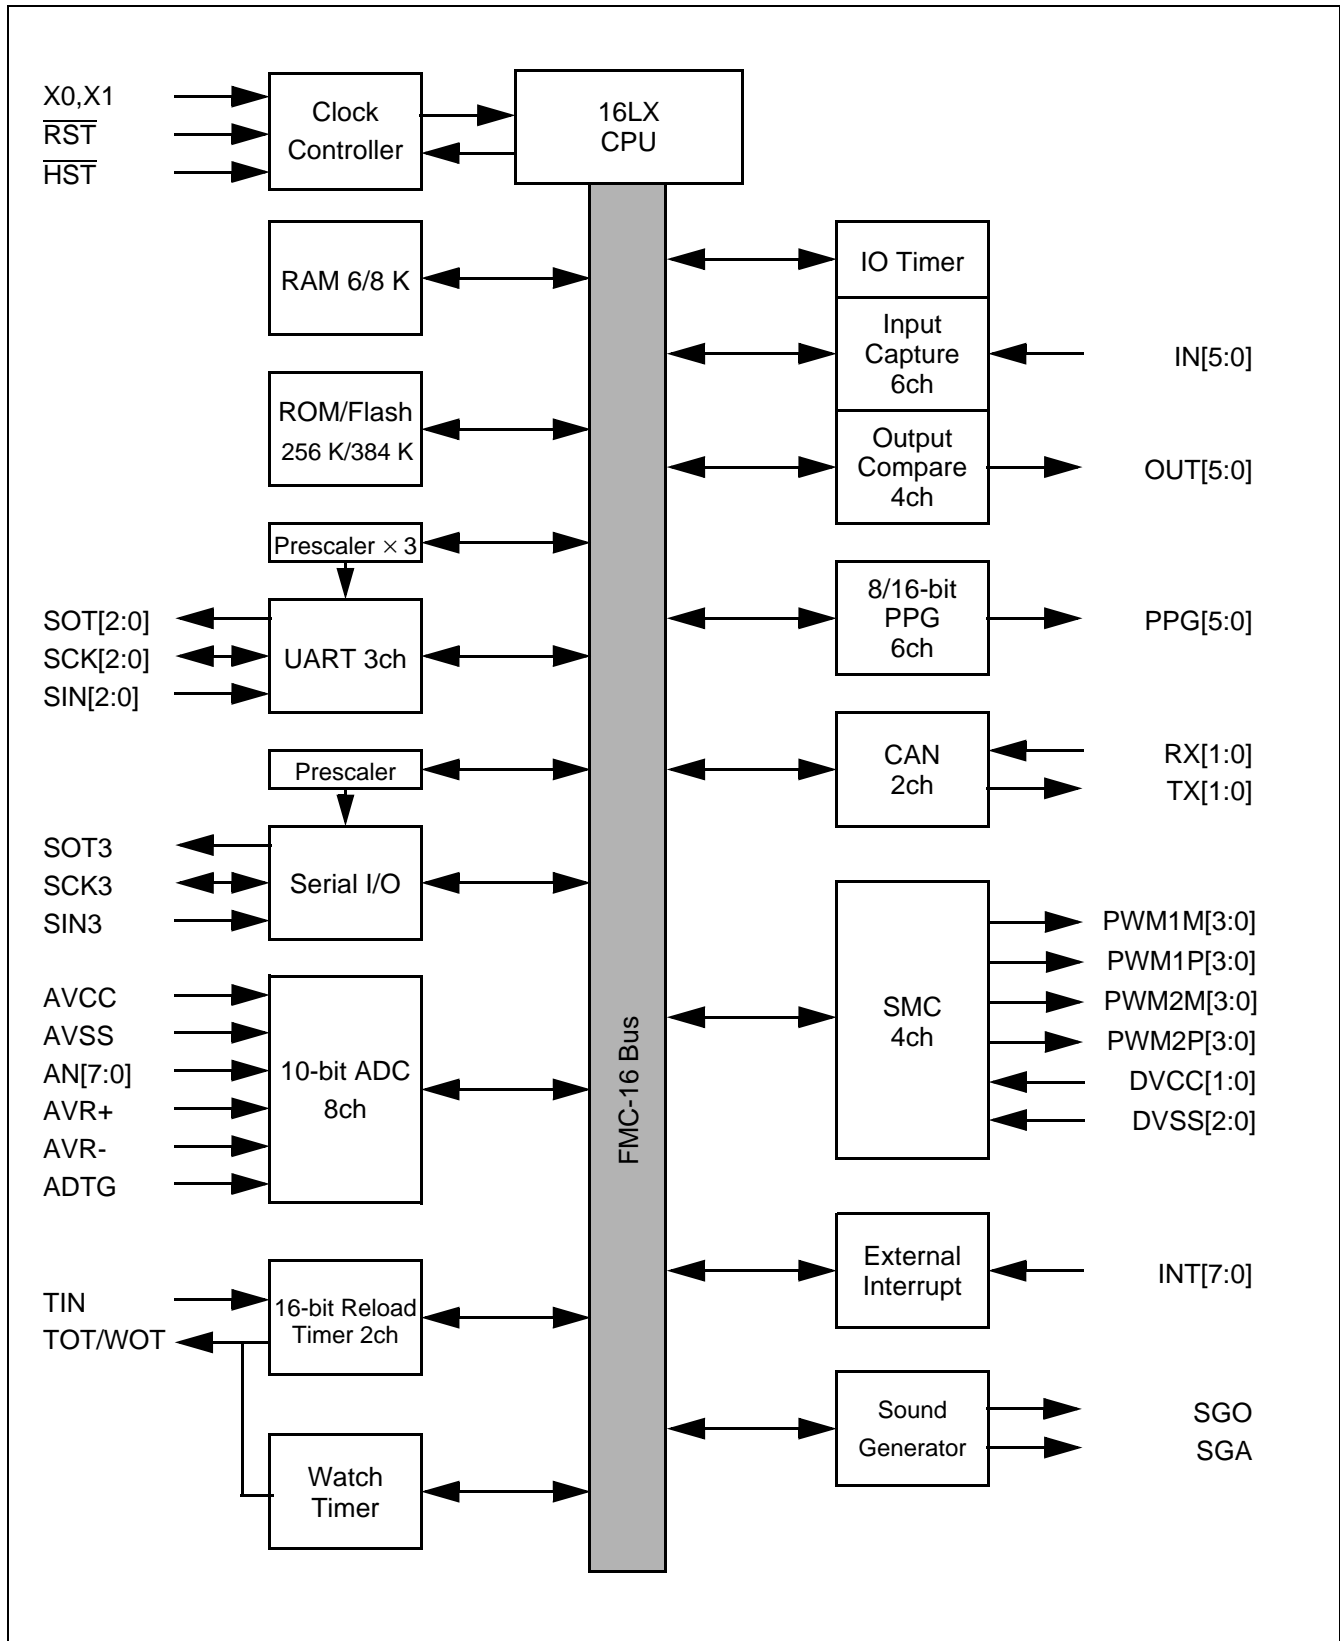 X0,X1
RST
HST
Clock
Controller
16LX
CPU
RAM 6/8 K
ROM/Flash
256 K/384 K
Prescaler × 3
SOT[2:0]
SCK[2:0]
SIN[2:0]
UART 3ch
Prescaler
SOT3
SCK3
SIN3
Serial I/O
AVCC
AVSS
AN[7:0]
AVR+
AVR-
ADTG
10-bit ADC
8ch
TIN
TOT/WOT
16-bit Reload
Timer 2ch
Watch
Timer
FMC-16 Bus
IO Timer
Input
Capture
6ch
IN[5:0]
Output
Compare
4ch
OUT[5:0]
8/16-bit
PPG
6ch
PPG[5:0]
CAN
2ch
RX[1:0]
TX[1:0]
SMC
4ch
PWM1M[3:0]
PWM1P[3:0]
PWM2M[3:0]
PWM2P[3:0]
DVCC[1:0]
DVSS[2:0]
External
Interrupt
INT[7:0]
Sound
Generator
SGO
SGA